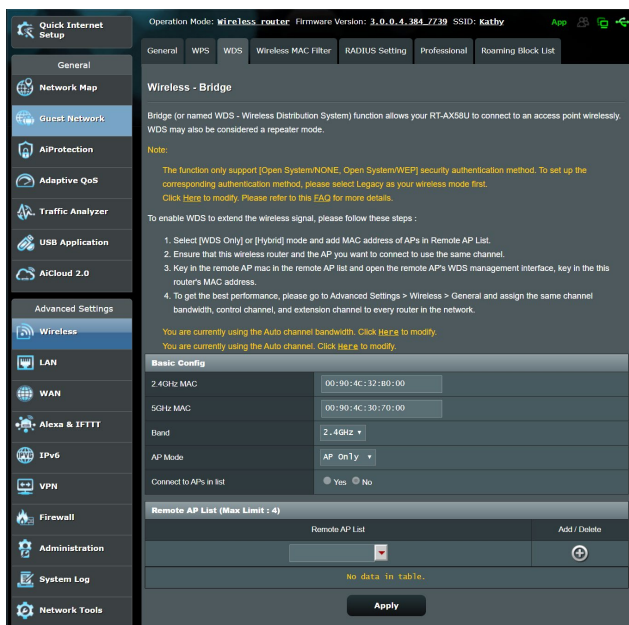 Quick Internet
Setup
General
Network Map
Guest Network
AiProtection
Adaptive QoS
Traffic Analyzer
USB Application
AiCloud 2.0
Advanced Settings
Wireless
LAN
WAN
Alexa & IFTTT
IPv6
VPN
Firewall
Administration
System Log
Network Tools
Operation Mode: Wireless router Firmware Version: 3.0.0.4.384_7739 SSID: Kathy App
General WPS WDS Wireless MAC Filter RADIUS Setting Professional Roaming Block List
Wireless - Bridge
Bridge (or named WDS - Wireless Distribution System) function allows your RT-AX58U to connect to an access point wirelessly.
WDS may also be considered a repeater mode.
Note:
The function only support [Open System/NONE, Open System/WEP] security authentication method. To set up the
corresponding authentication method, please select Legacy as your wireless mode first.
Click Here to modify. Please refer to this FAQ for more details.
To enable WDS to extend the wireless signal, please follow these steps :
1. Select [WDS Only] or [Hybrid] mode and add MAC address of APs in Remote AP List.
2. Ensure that this wireless router and the AP you want to connect to use the same channel.
3. Key in the remote AP mac in the remote AP list and open the remote AP's WDS management interface, key in the this
router's MAC address.
4. To get the best performance, please go to Advanced Settings > Wireless > General and assign the same channel
bandwidth, control channel, and extension channel to every router in the network.
You are currently using the Auto channel bandwidth. Click Here to modify.
You are currently using the Auto channel. Click Here to modify.
Basic Config
2.4GHz MAC 00:90:4C:32:B0:00
5GHz MAC 00:90:4C:30:70:00
Band 2.4GHz
AP Mode AP Only
Connect to APs in list Yes No
Remote AP List (Max Limit : 4)
Remote AP List Add / Delete
No data in table.
Apply